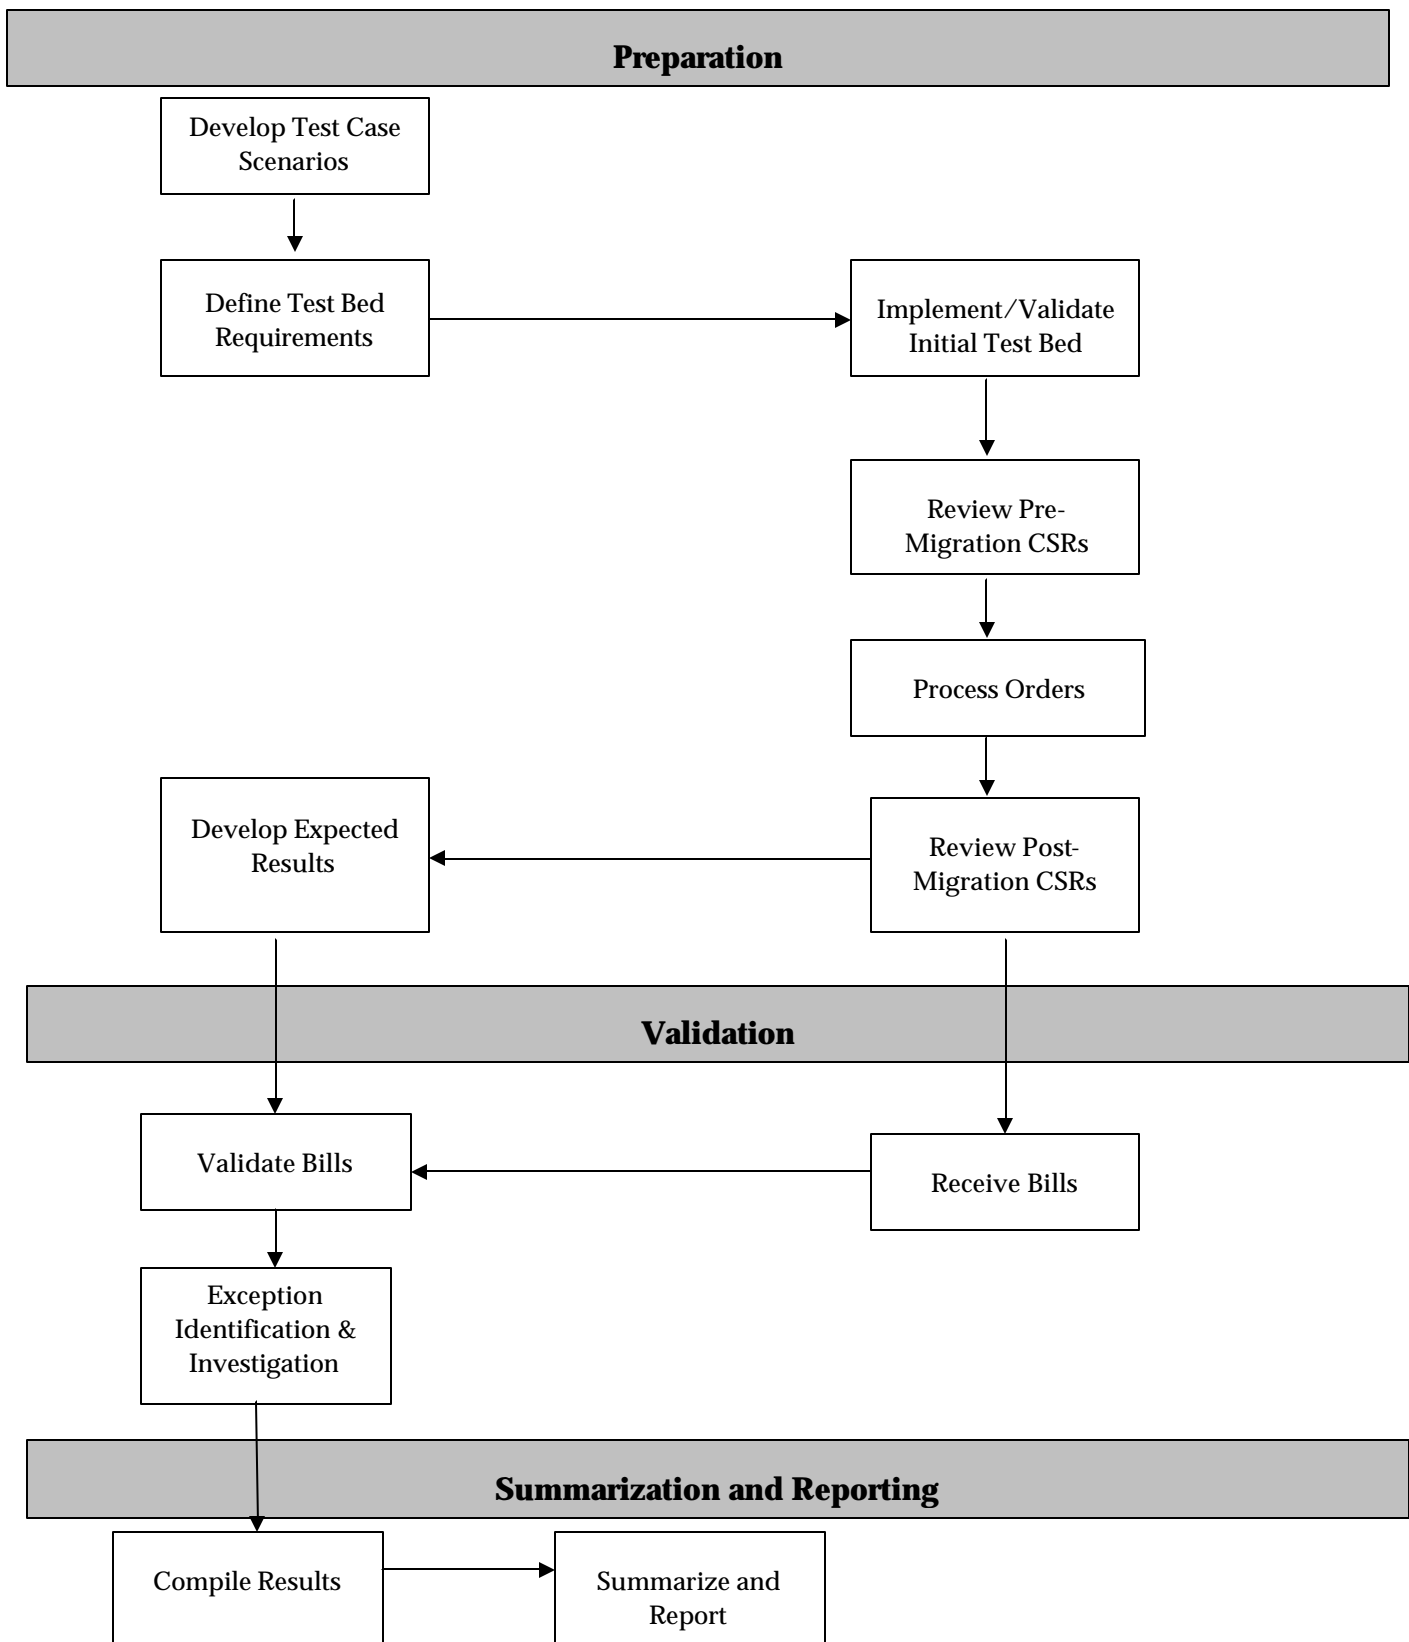 Preparation
Develop Test Case
Scenarios
Define Test Bed
Requirements
Implement/Validate
Initial Test Bed
Review Pre-
Migration CSRs
Process Orders
Develop Expected
Results
Review Post-
Migration CSRs
Validation
Validate Bills
Receive Bills
Exception
Identification &
Investigation
Summarization and Reporting
Compile Results
Summarize and
Report